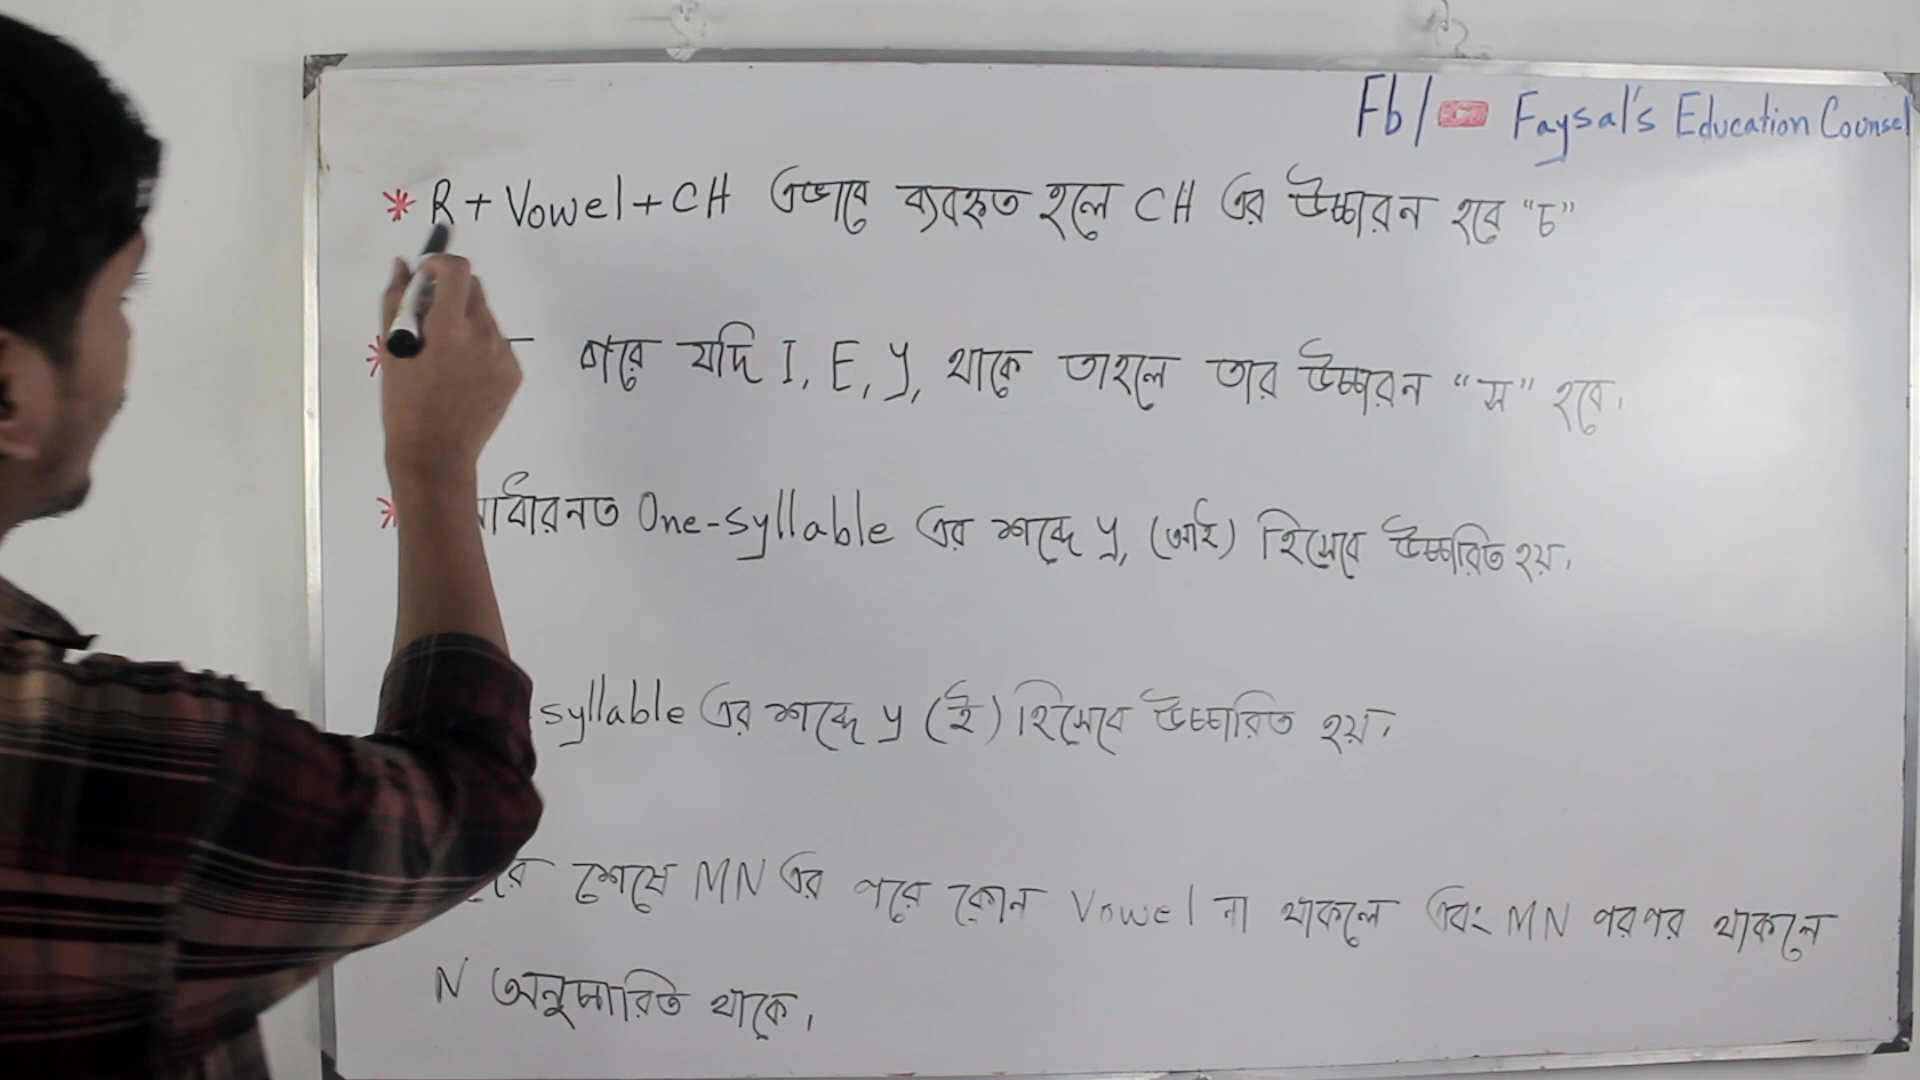 Fb/ Faysal's Education Counsel
* R + Vowel + CH এভাবে ব্যবহৃত হলে CH এর উচ্চারন হবে “চ”
* পরে যদি I, E, y, থাকে তাহলে তার উচ্চারন “স” হবে।
* সাধারনত One-syllable এর শব্দে y, (আই) হিসেবে উচ্চারিত হয়।
syllable এর শব্দে y (ই) হিসেবে উচ্চারিত হয়।
শেষে MN এর পরে কোন Vowel না থাকলে এবং MN পরপর থাকলে
N অনুচ্চারিত থাকে।